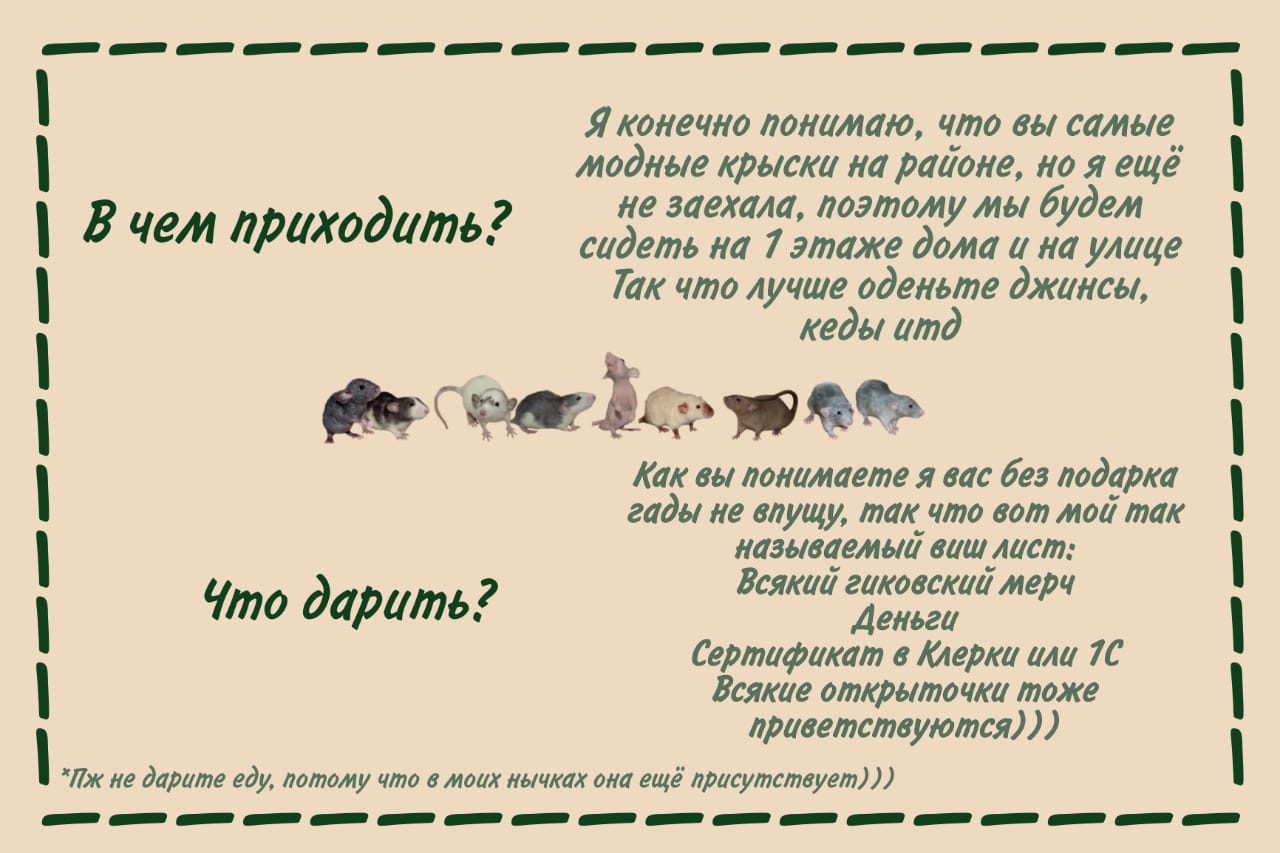 В чем приходить?
Я конечно понимаю, что вы самые
модные крыски на районе, но я ещё
не заехала, поэтому мы будем
сидеть на 1 этаже дома и на улице
Так что лучше оденьте джинсы,
кеды итд
Что дарить?
Как вы понимаете я вас без подарка
гады не впущу, так что вот мой так
называемый виш лист:
Всякий гиковский мерч
Деньги
Сертификат в Клерки или 1С
Всякие открыточки тоже
приветствуются)))
*Пж не дарите еду, потому что в моих нычках она ещё присутствует)))